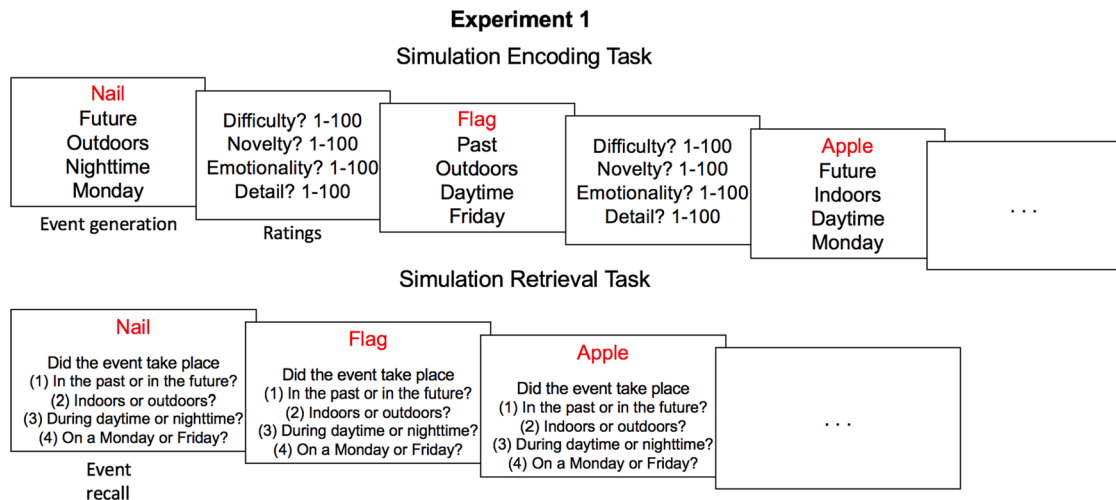 Experiment 1
Simulation Encoding Task
Nail
Future
Outdoors
Nighttime
Monday
Event generation
Difficulty? 1-100
Novelty? 1-100
Emotionality? 1-100
Detail? 1-100
Ratings
Flag
Past
Outdoors
Daytime
Friday
Difficulty? 1-100
Novelty? 1-100
Emotionality? 1-100
Detail? 1-100
Apple
Future
Indoors
Daytime
Monday
. . .
Simulation Retrieval Task
Nail
Did the event take place
(1) In the past or in the future?
(2) Indoors or outdoors?
(3) During daytime or nighttime?
(4) On a Monday or Friday?
Event
recall
Flag
Did the event take place
(1) In the past or in the future?
(2) Indoors or outdoors?
(3) During daytime or nighttime?
(4) On a Monday or Friday?
Apple
Did the event take place
(1) In the past or in the future?
(2) Indoors or outdoors?
(3) During daytime or nighttime?
(4) On a Monday or Friday?
. . .